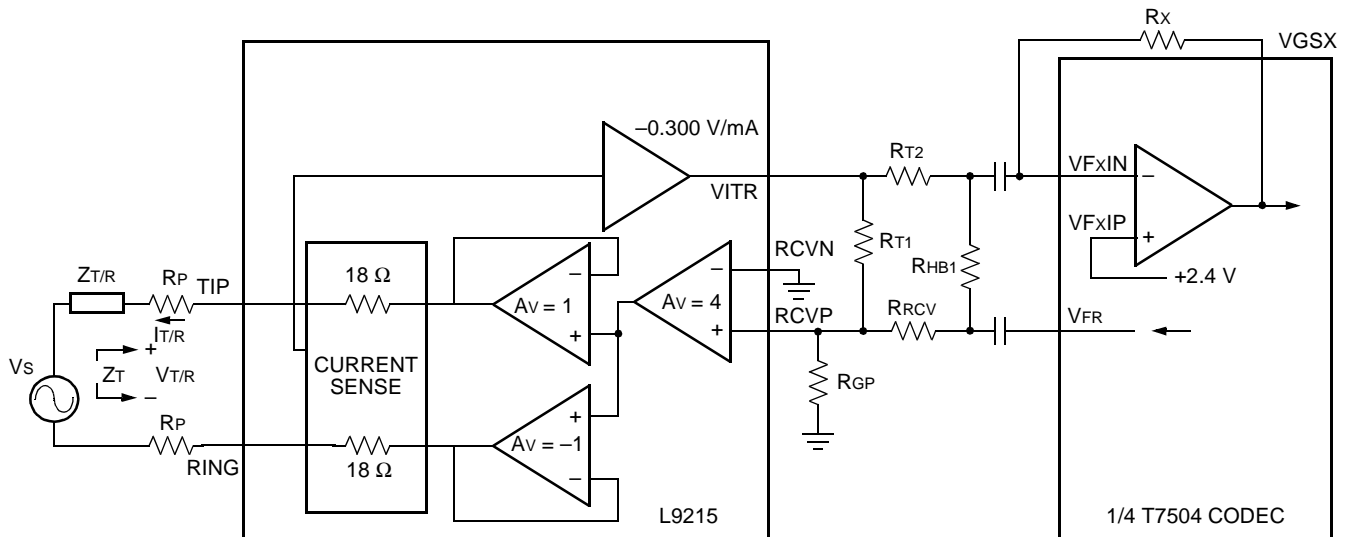 RX
VGSX
–0.300 V/mA
RT2
VITR
VFXIN
–
VFXIP
+
+2.4 V
RT1
RHB1
ZT/R
RP
TIP
18 Ω
–
AV = 1
+
–
AV = 4
+
RCVN
RCVP
RRCV
VFR
IT/R
VS
+
ZT
VT/R
–
CURRENT
SENSE
RGP
RP
RING
18 Ω
+
AV = –1
–
L9215
1/4 T7504 CODEC